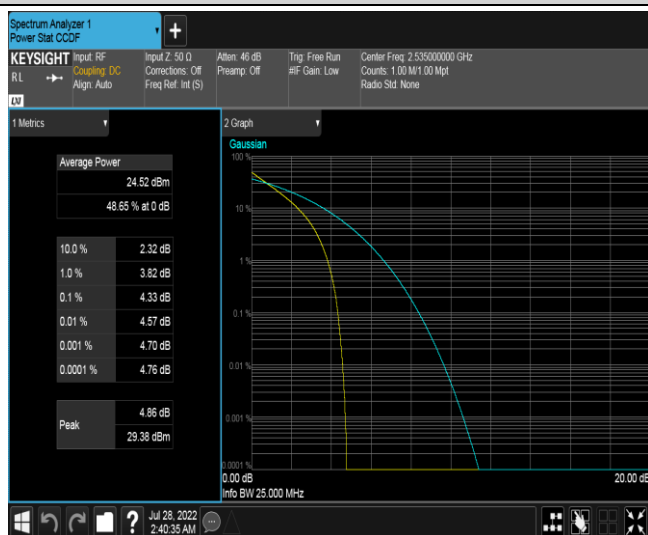 Spectrum Analyzer 1
Power Stat CCDF
+
KEYSIGHT
RL
Input: RF
Coupling: DC
Align: Auto
Input Z: 50 Ω
Corrections: Off
Freq Ref: Int (S)
Atten: 46 dB
Preamp: Off
Trig: Free Run
#IF Gain: Low
Center Freq: 2.535000000 GHz
Counts: 1.00 M/1.00 Mpt
Radio Std: None
1 Metrics
Average Power
24.52 dBm
48.65 % at 0 dB
10.0 % 2.32 dB
1.0 % 3.82 dB
0.1 % 4.33 dB
0.01 % 4.57 dB
0.001 % 4.70 dB
0.0001 % 4.76 dB
Peak
4.86 dB
29.38 dBm
2 Graph
Gaussian
100 %
10 %
1 %
0.1 %
0.01 %
0.001 %
0.0001 %
0.00 dB
20.00 dB
Info BW 25.000 MHz
?
Jul 28, 2022
2:40:35 AM